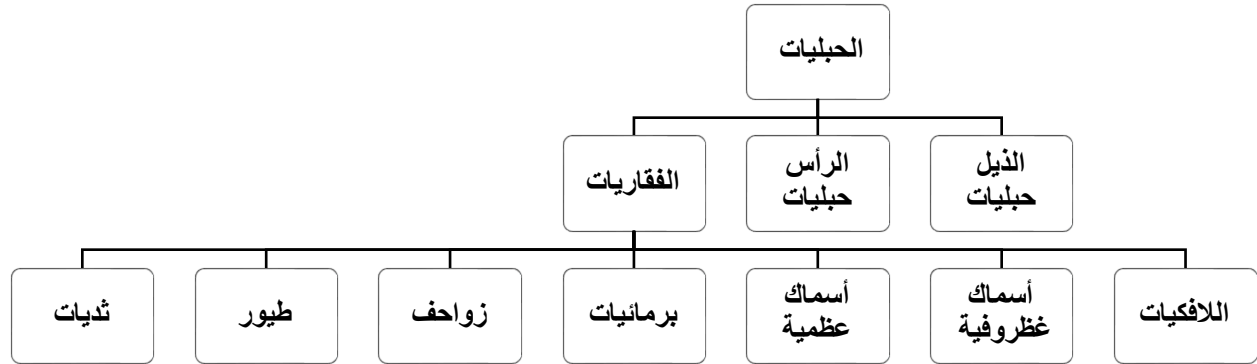 الحبليات
الذيل
حبليات
الرأس
حبليات
الفقاريات
اللافكيات
أسماك
غظروفية
أسماك
عظمية
برمائيات
زواحف
طيور
ثديات